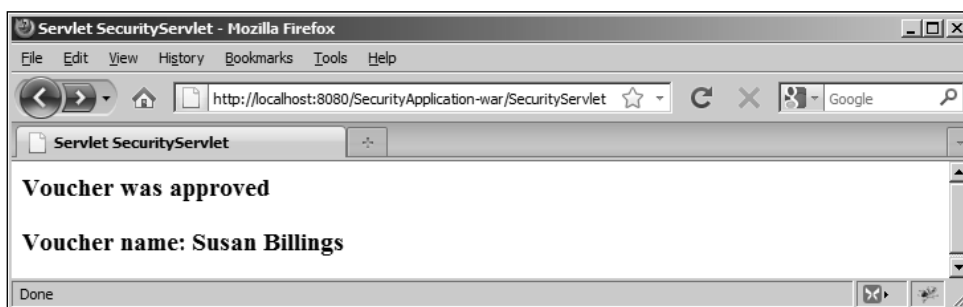 Servlet SecurityServlet - Mozilla Firefox
File Edit View History Bookmarks Tools Help
http://localhost:8080/SecurityApplication-war/SecurityServlet Google
Servlet SecurityServlet
Voucher was approved
Voucher name: Susan Billings
Done